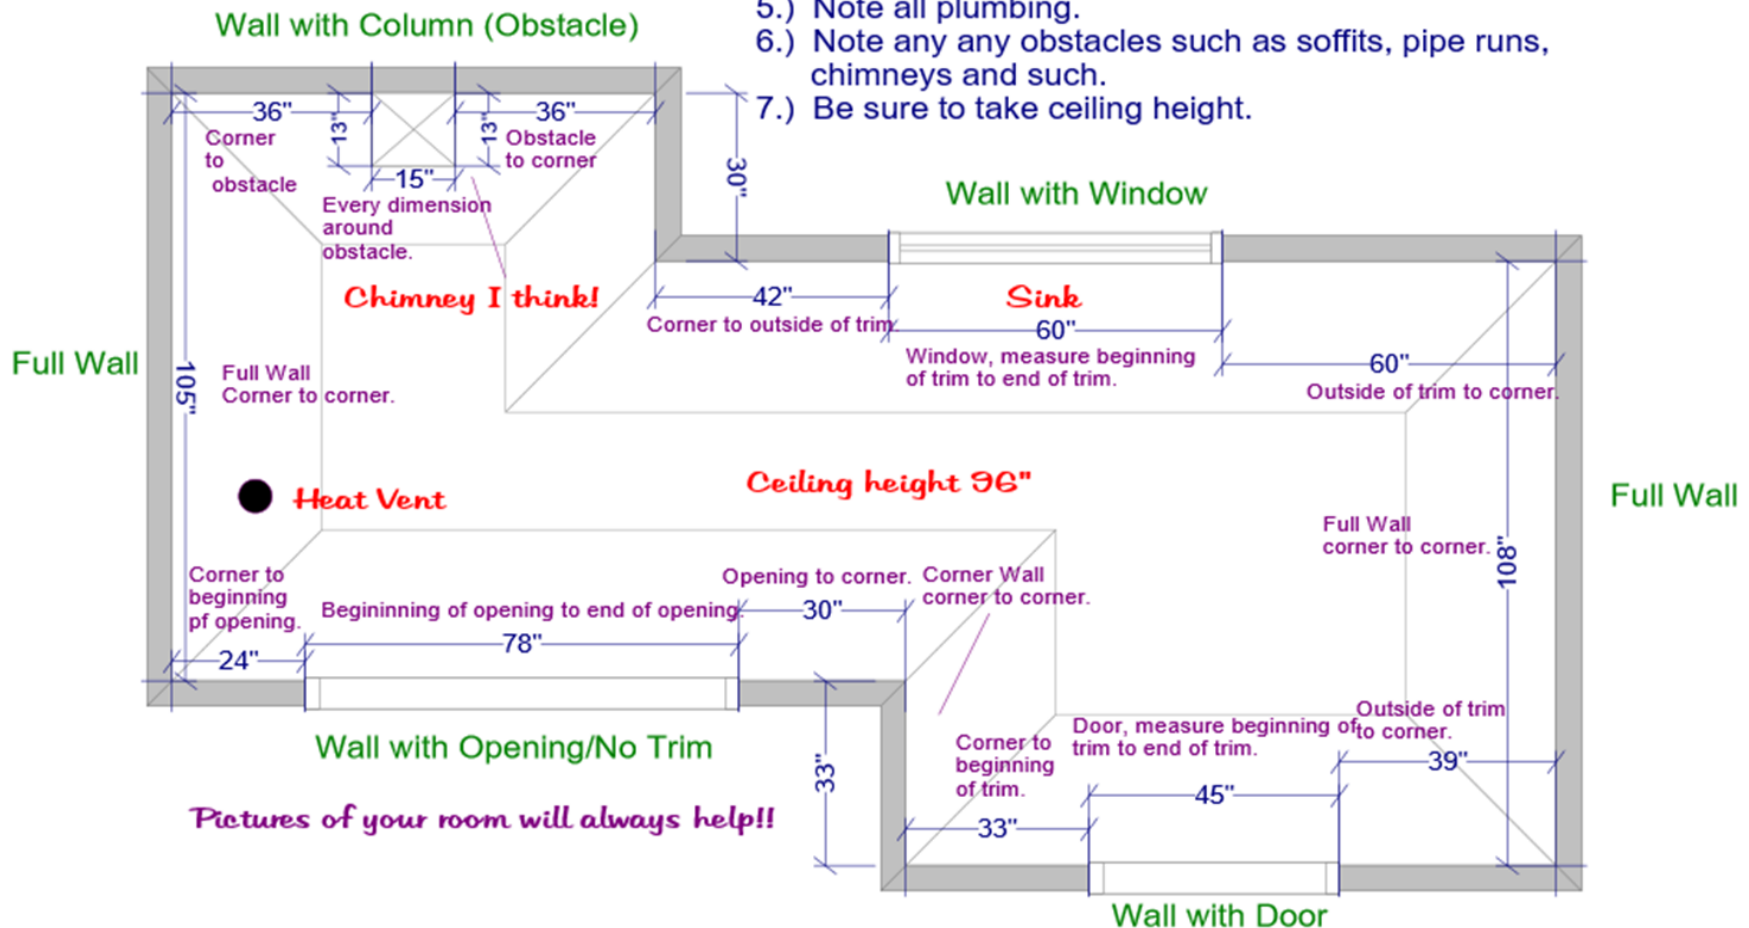 Wall with Column (Obstacle)
5.) Note all plumbing.
6.) Note any any obstacles such as soffits, pipe runs,
chimneys and such.
7.) Be sure to take ceiling height.
36"
13"
13"
36"
Corner
to
obstacle
Obstacle
to corner
15"
Every dimension
around
obstacle.
30"
Wall with Window
Chimney I think!
42"
Corner to outside of trim.
Sink
60"
Window, measure beginning
of trim to end of trim.
60"
Outside of trim to corner.
Full Wall
105"
Full Wall
Corner to corner.
Heat Vent
Ceiling height 96"
Full Wall
Full Wall
corner to corner.
108"
Corner to
beginning
pf opening.
24"
Begininning of opening to end of opening.
78"
Opening to corner.
30"
Corner Wall
corner to corner.
Wall with Opening/No Trim
33"
Pictures of your room will always help!!
Corner to
beginning
of trim.
33"
Door, measure beginning of
trim to end of trim.
45"
Outside of trim
to corner.
39"
Wall with Door